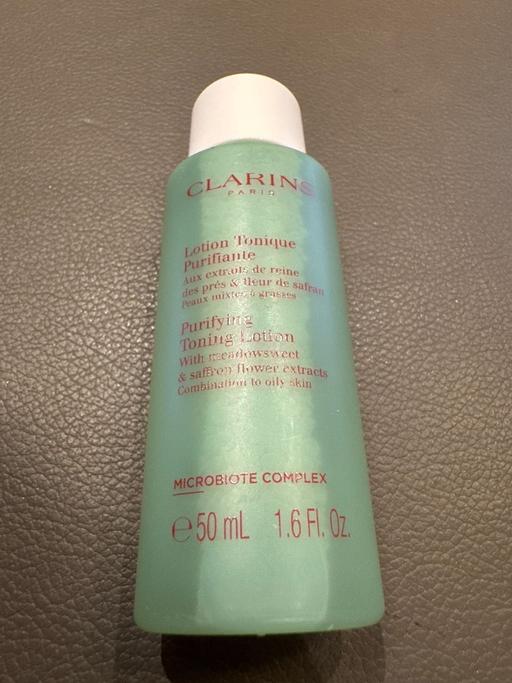 CLARINS
PARIS
Lotion Tonique
Purifiante
Aux extraits de reine
des prés & fleur de safran
Peaux mixtes à grasses
Purifying
Toning Lotion
With meadowsweet
& saffron flower extracts
Combination to oily skin
MICROBIOTE COMPLEX
℮ 50 mL 1.6 Fl. Oz.